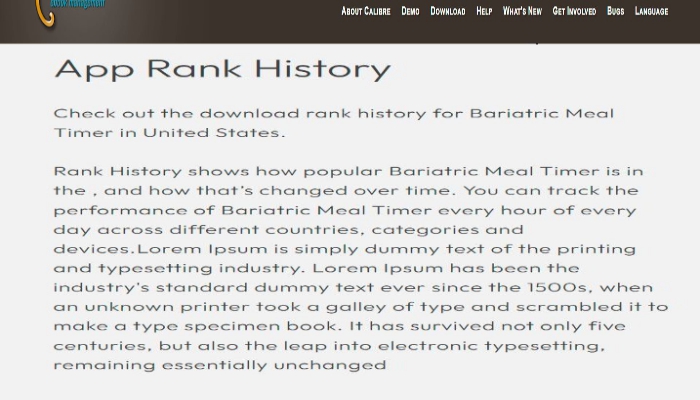 ebook management
About Calibre Demo Download Help What's New Get Involved Bugs Language
App Rank History
Check out the download rank history for Bariatric Meal
Timer in United States.
Rank History shows how popular Bariatric Meal Timer is in
the , and how that's changed over time. You can track the
performance of Bariatric Meal Timer every hour of every
day across different countries, categories and
devices.Lorem Ipsum is simply dummy text of the printing
and typesetting industry. Lorem Ipsum has been the
industry's standard dummy text ever since the 1500s, when
an unknown printer took a galley of type and scrambled it to
make a type specimen book. It has survived not only five
centuries, but also the leap into electronic typesetting,
remaining essentially unchanged